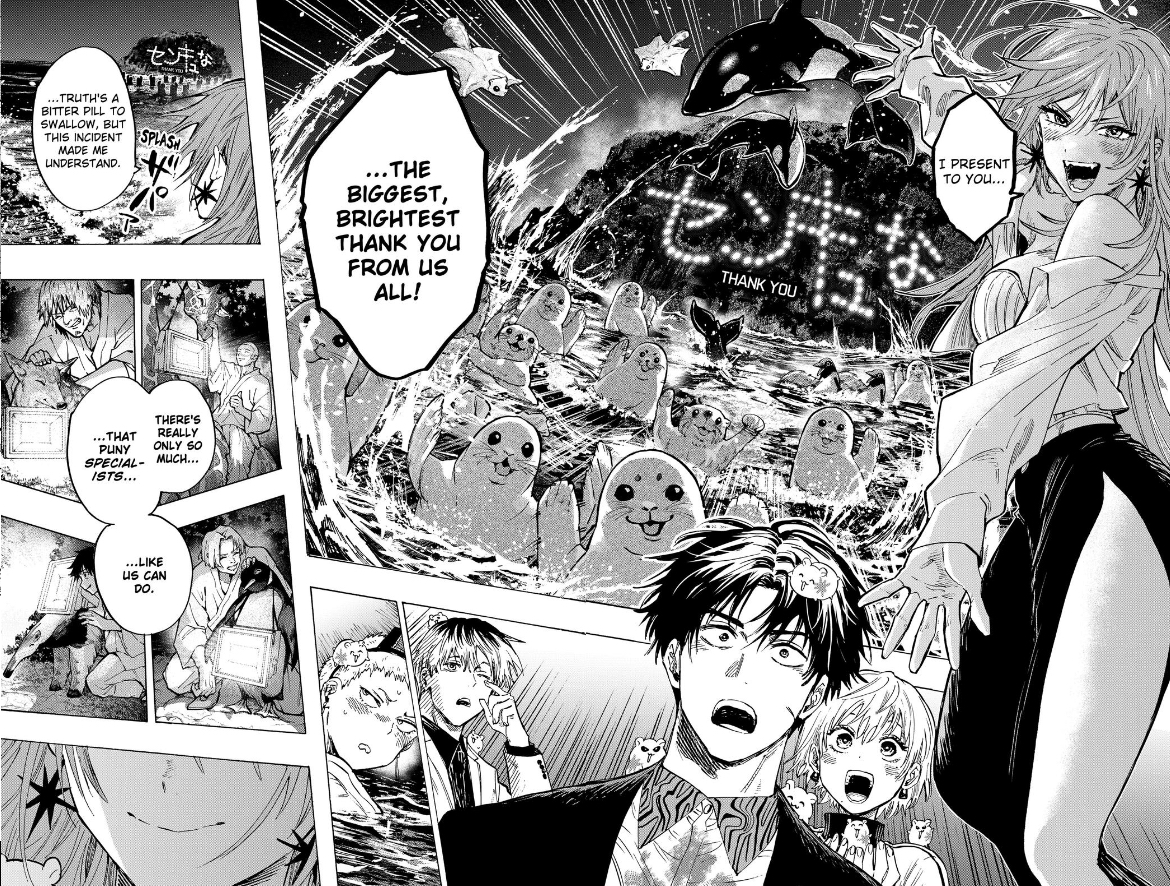 I PRESENT
TO YOU...
センキュな
THANK YOU
...THE
BIGGEST,
BRIGHTEST
THANK YOU
FROM US
ALL!
センキュな
THANK YOU
...TRUTH'S A
BITTER PILL TO
SWALLOW, BUT
THIS INCIDENT
MADE ME
UNDERSTAND.
SPLASH
ザパァ
THERE'S
REALLY
ONLY SO
MUCH...
...THAT
PUNY
SPECIAL-
ISTS...
...LIKE
US CAN
DO.